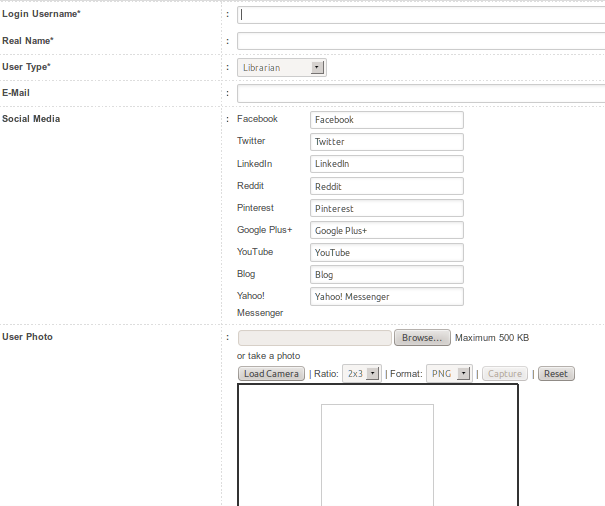 Login Username* :
Real Name* :
User Type* : Librarian
E-Mail :
Social Media : Facebook Facebook
Twitter Twitter
LinkedIn LinkedIn
Reddit Reddit
Pinterest Pinterest
Google Plus+ Google Plus+
YouTube YouTube
Blog Blog
Yahoo! Yahoo! Messenger
Messenger
User Photo : Browse... Maximum 500 KB
or take a photo
Load Camera | Ratio: 2x3 | Format: PNG | Capture | Reset